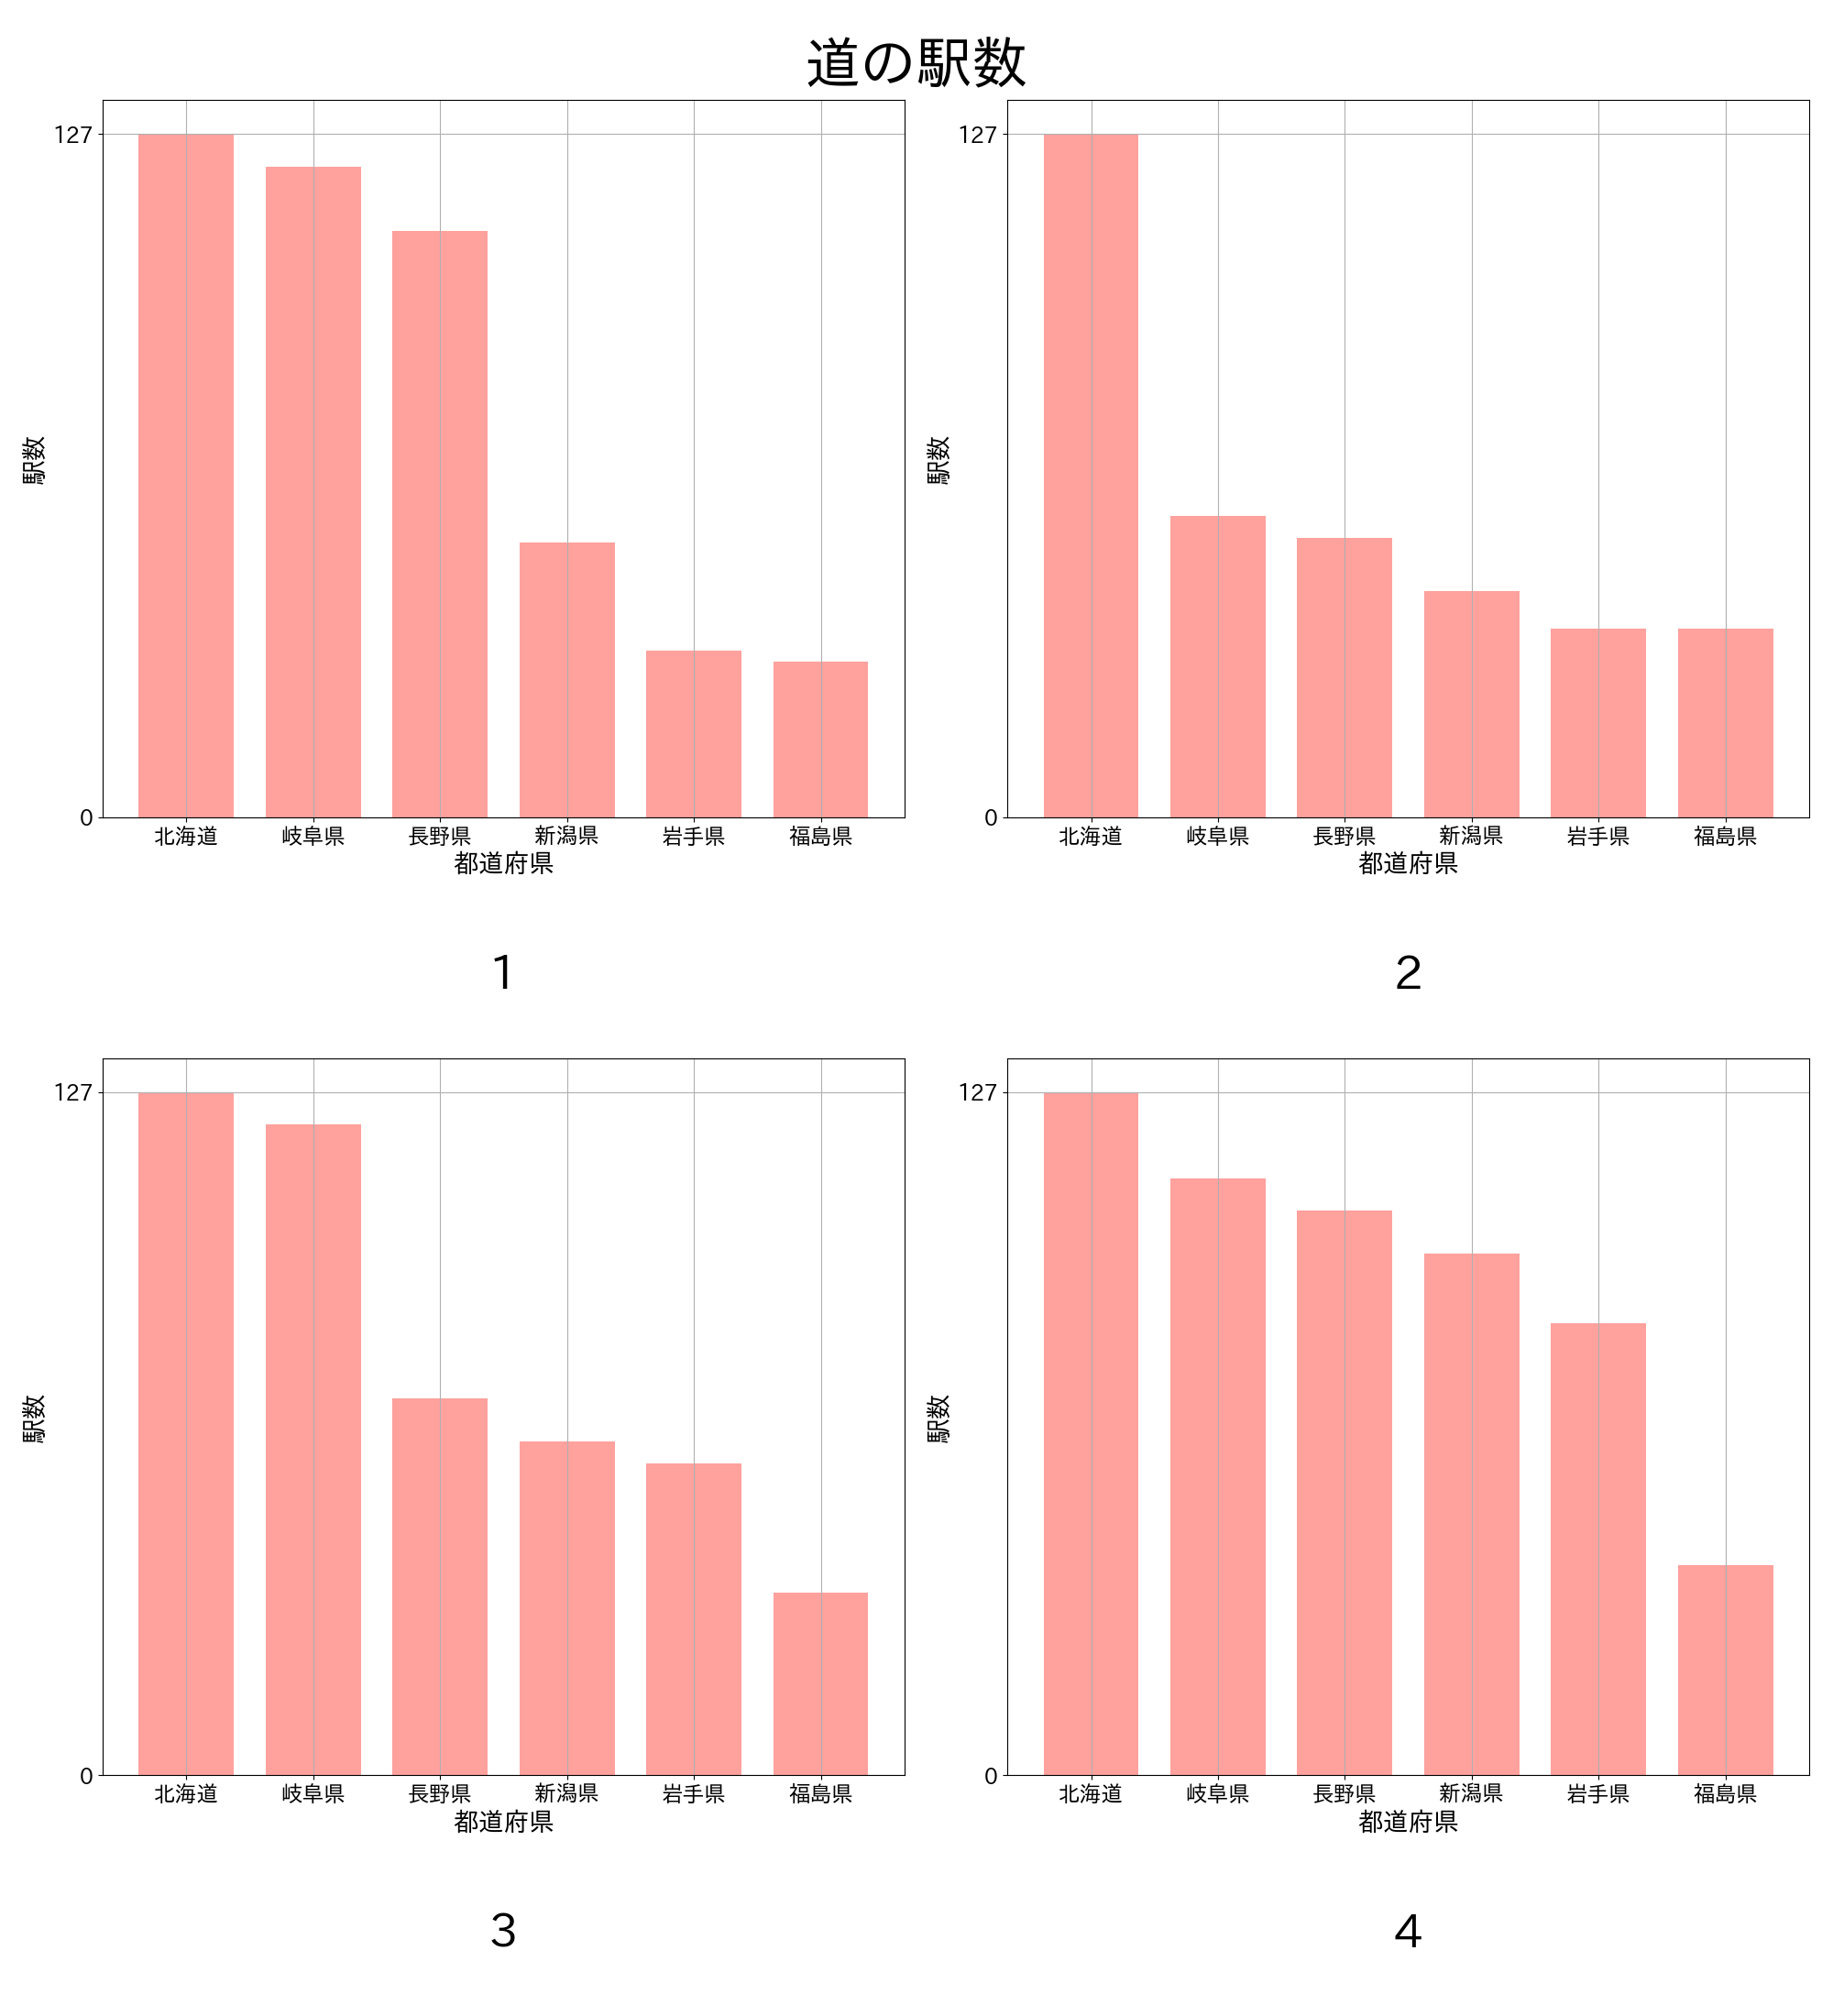 道の駅数
127
駅数
0
北海道 岐阜県 長野県 新潟県 岩手県 福島県
都道府県
1
127
駅数
0
北海道 岐阜県 長野県 新潟県 岩手県 福島県
都道府県
2
127
駅数
0
北海道 岐阜県 長野県 新潟県 岩手県 福島県
都道府県
3
127
駅数
0
北海道 岐阜県 長野県 新潟県 岩手県 福島県
都道府県
4